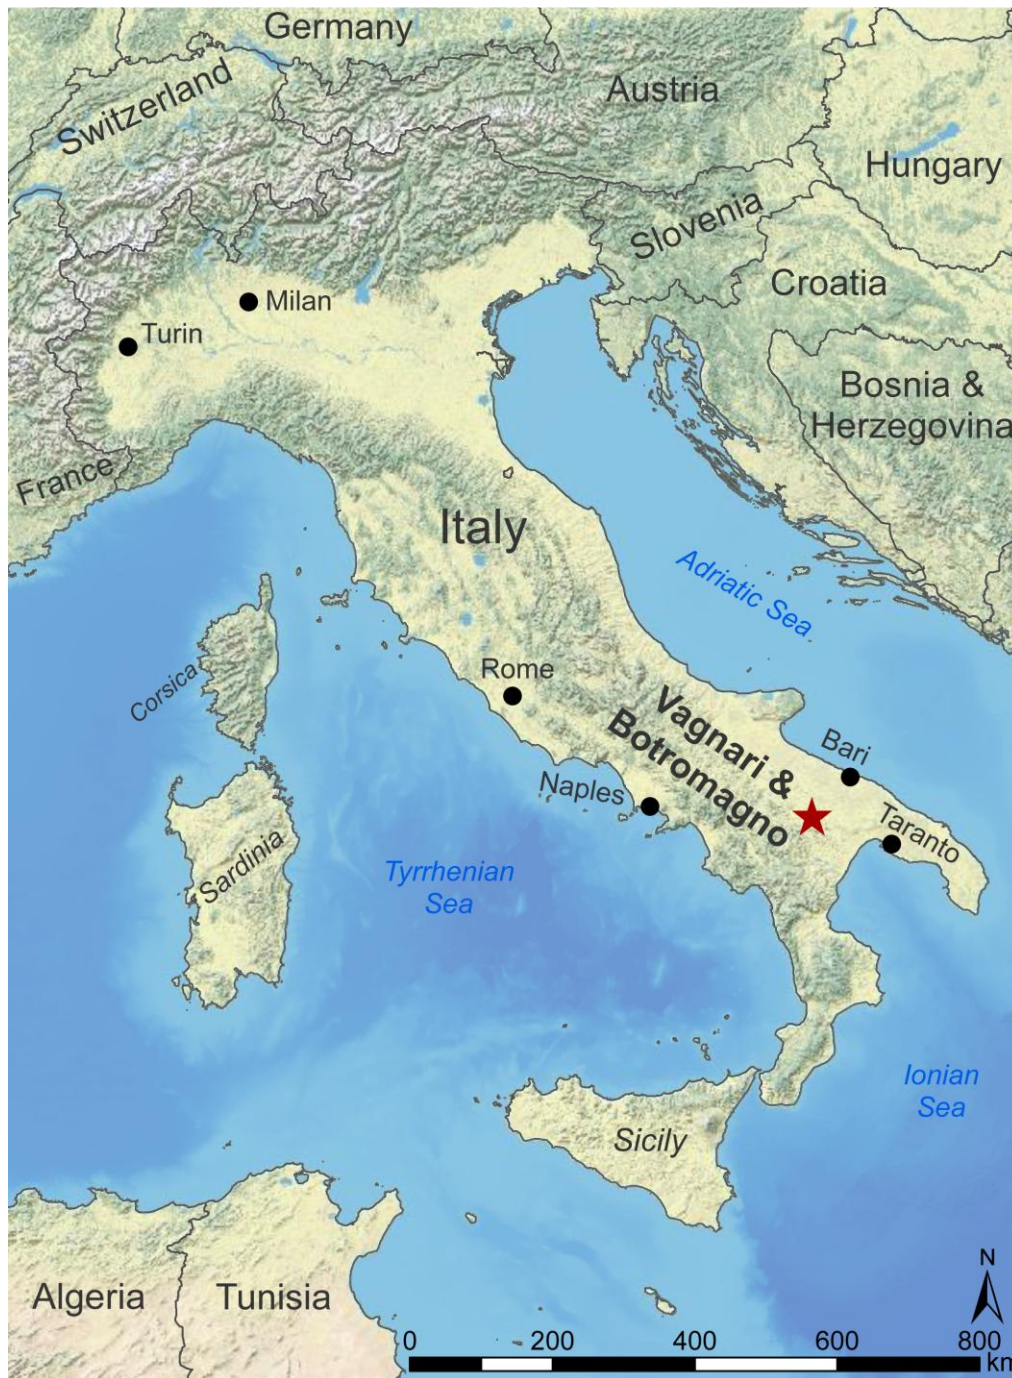 Germany
Switzerland
Austria
Hungary
Slovenia
Croatia
Milan
Turin
Bosnia &
Herzegovina
France
Italy
Adriatic Sea
Rome
Corsica
Vagnari &
Botromagno
Bari
Naples
Taranto
Sardinia
Tyrrhenian
Sea
Ionian
Sea
Sicily
N
Algeria
Tunisia
0 200 400 600 800
km